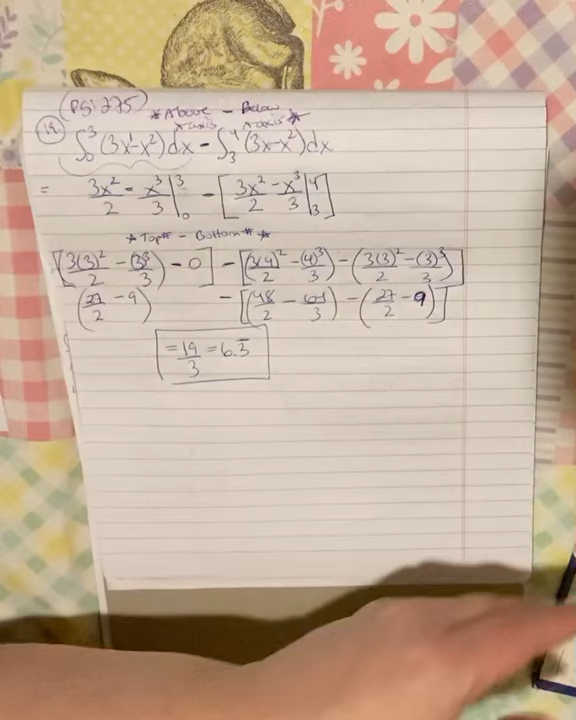 (PG: 275) *Above - Below
x-axis x-axis*
19. ∫₀³ (3x¹-x²)dx - ∫₃⁴ (3x-x²)dx
= 3x²/2 - x³/3 |³₀ - [3x²/2 - x³/3 |⁴₃]
*Top# - Bottom#*
[(3(3)²/2 - (3)³/3) - 0] - [(3(4)²/2 - (4)³/3) - (3(3)²/2 - (3)³/3)]
(27/2 - 9) - [(48/2 - 64/3) - (27/2 - 9)]
= 19/3 = 6.3̅